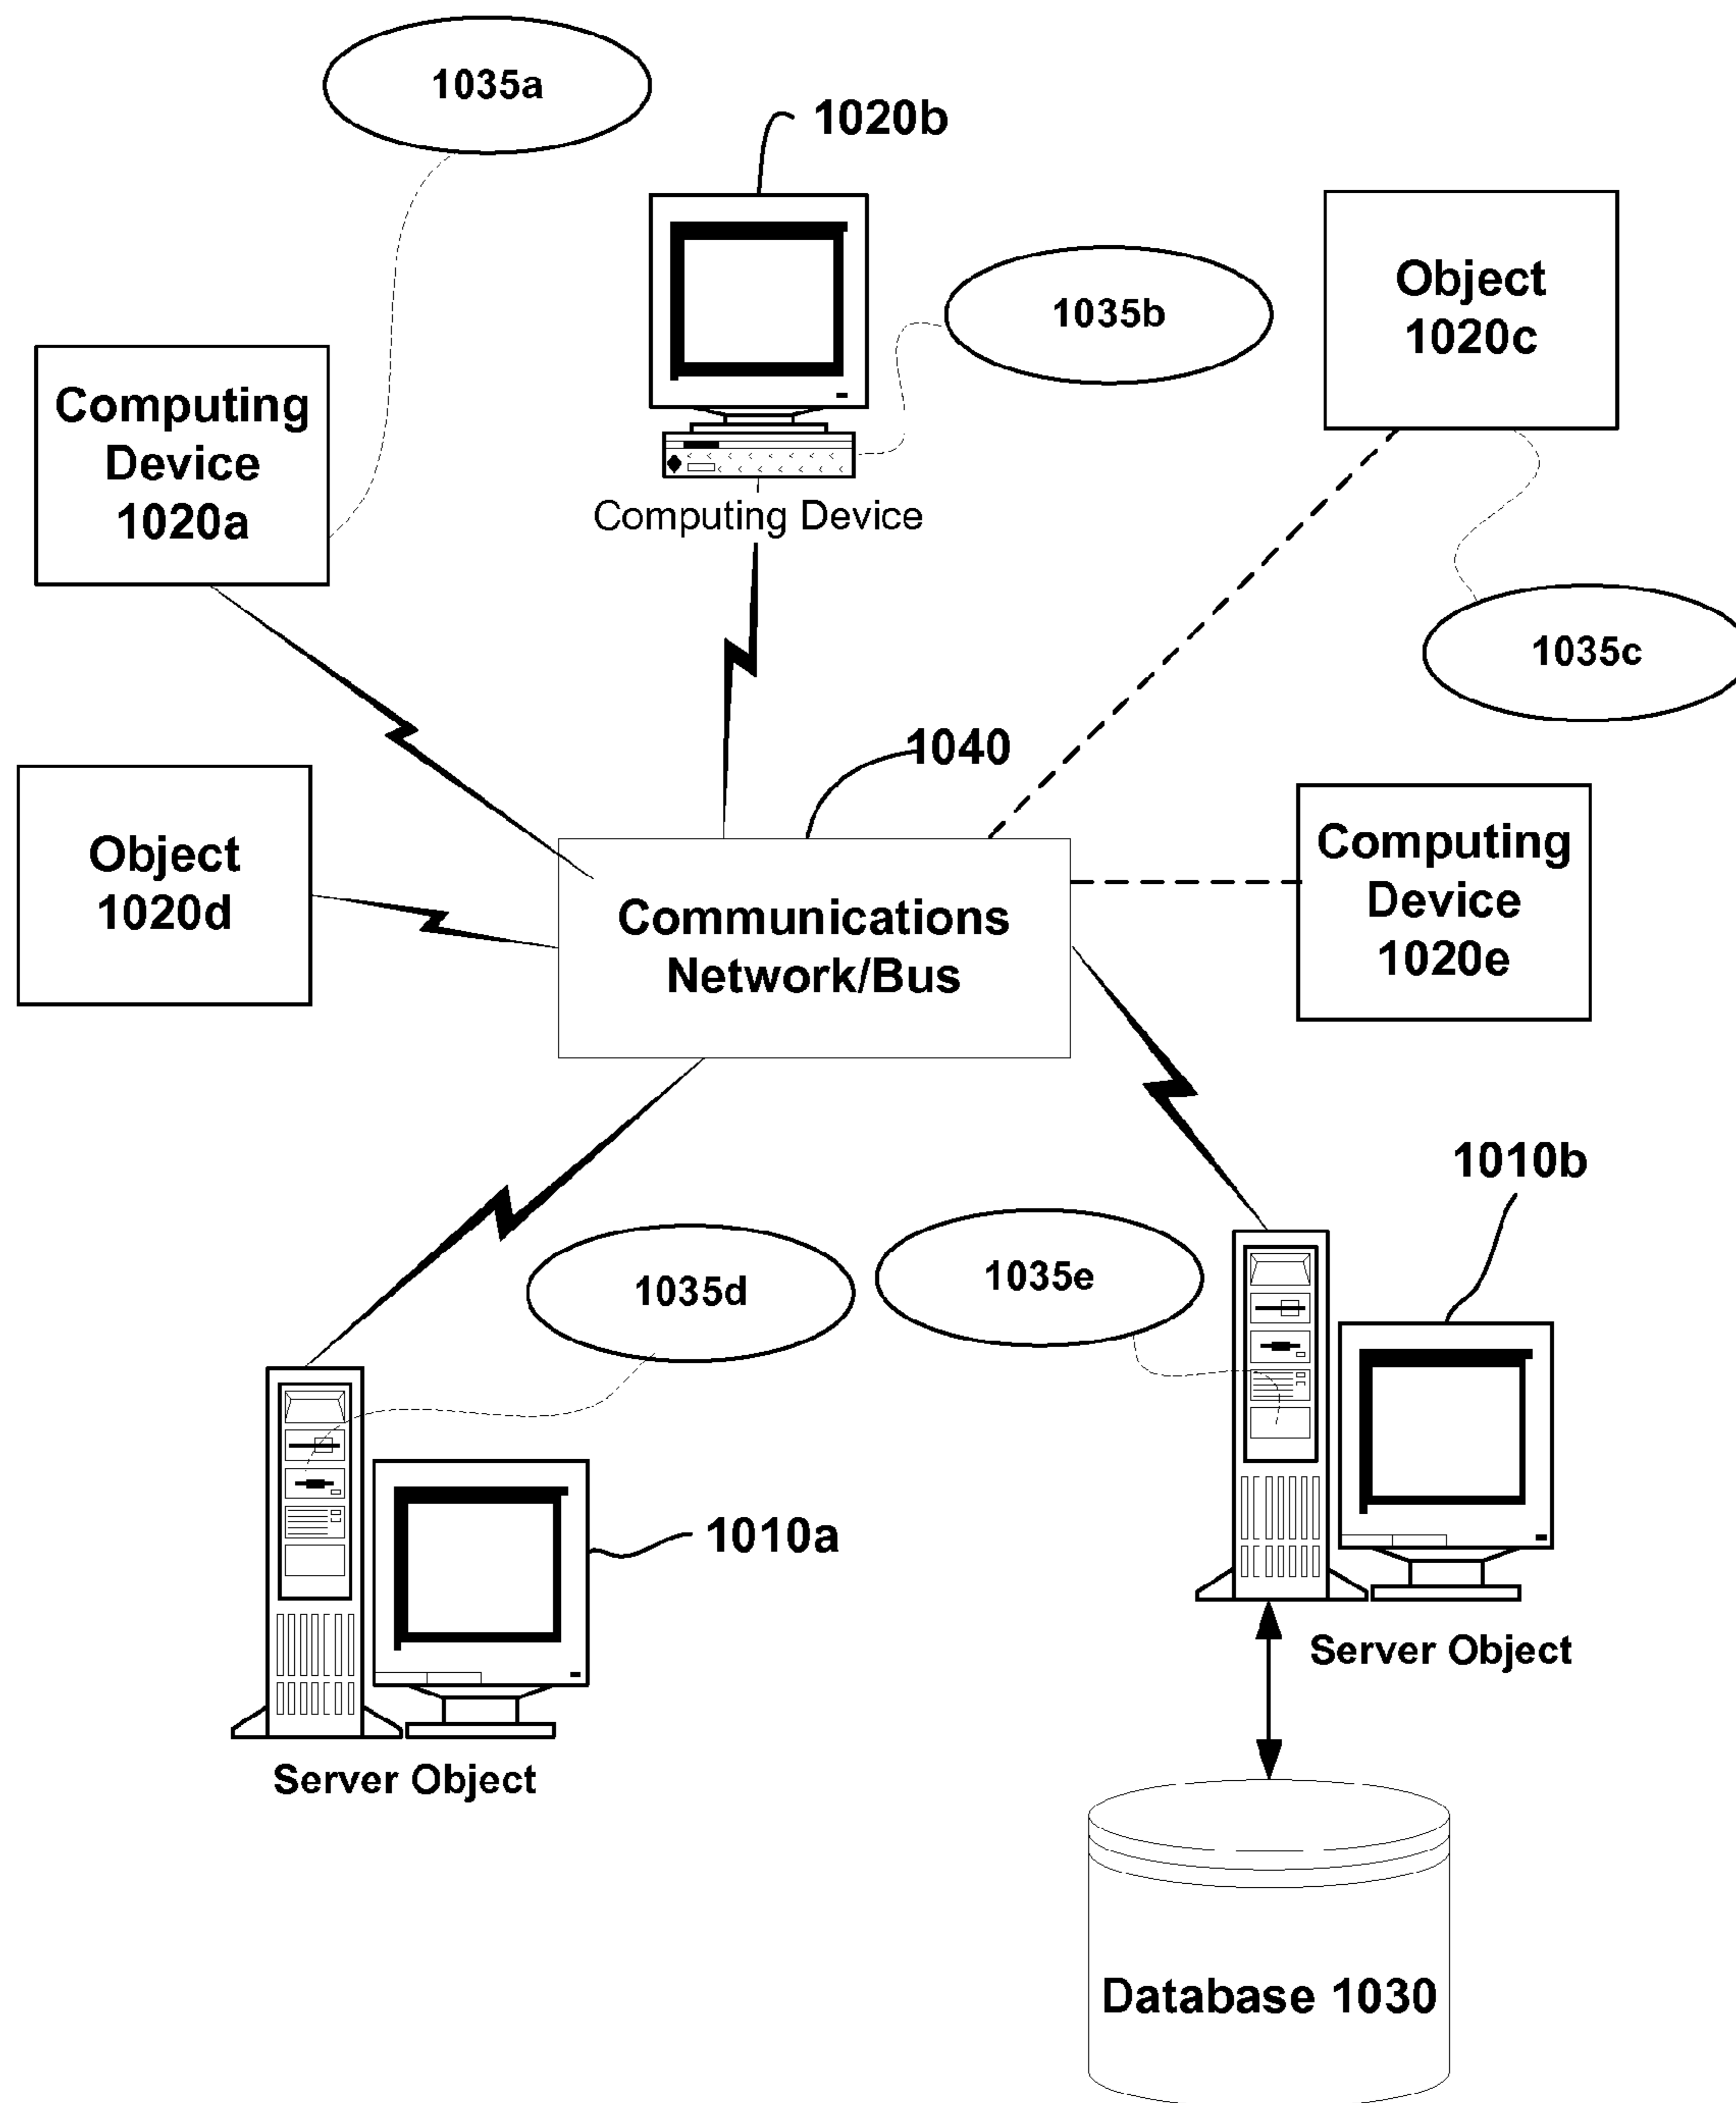 1035a
1020b
1035b
Object
1020c
Computing
Device
1020a
Computing Device
1035c
1040
Object
1020d
Communications
Network/Bus
Computing
Device
1020e
1010b
1035d
1035e
1010a
Server Object
Server Object
Database 1030